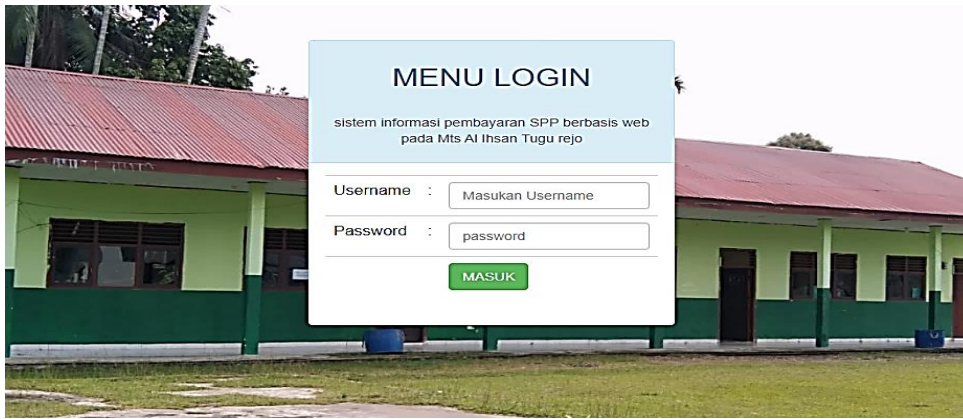 MENU LOGIN
sistem informasi pembayaran SPP berbasis web
pada Mts Al Ihsan Tugu rejo
Username : Masukan Username
Password : password
MASUK